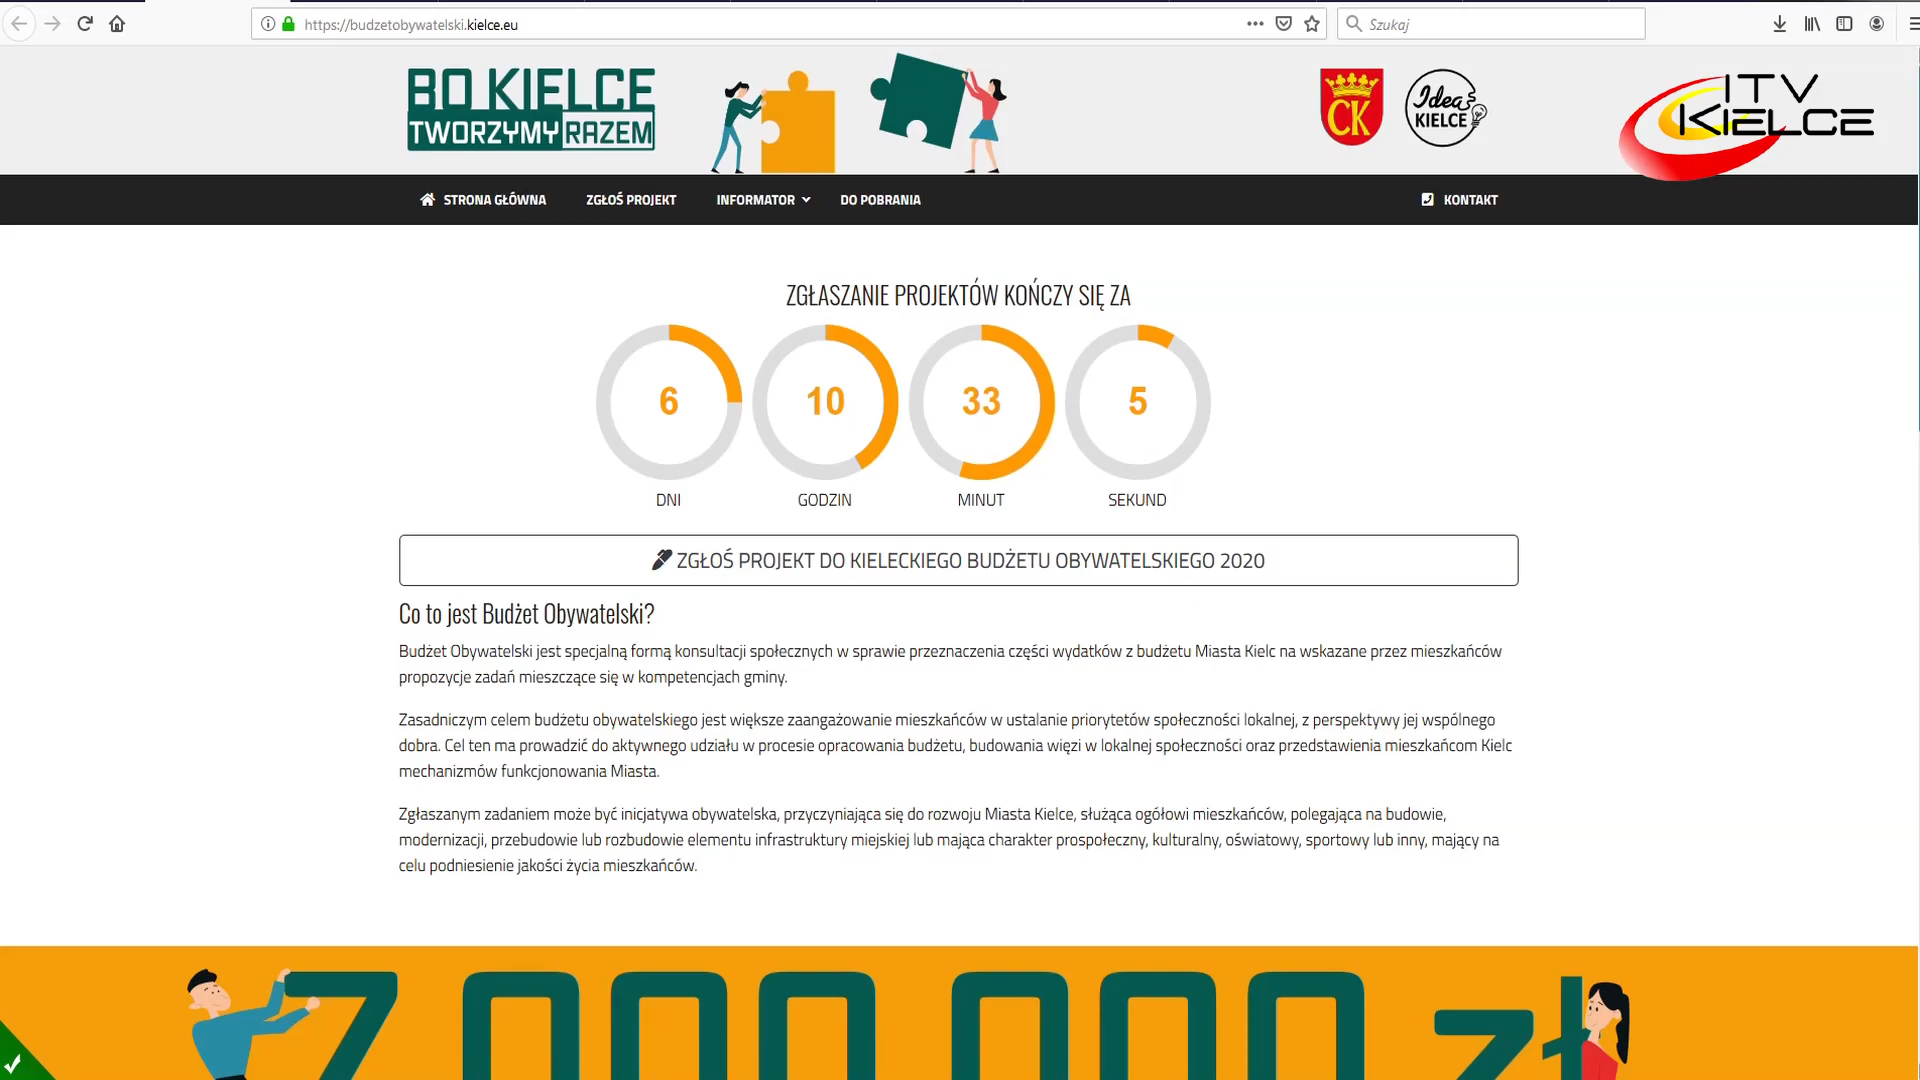 https://budzetobywatelski.kielce.eu
Szukaj
BO KIELCE
TWORZYMY RAZEM
CK
Idea
KIELCE
ITV
KIELCE
STRONA GŁÓWNA
ZGŁOŚ PROJEKT
INFORMATOR
DO POBRANIA
KONTAKT
ZGŁASZANIE PROJEKTÓW KOŃCZY SIĘ ZA
6 10 33 5
DNI GODZIN MINUT SEKUND
ZGŁOŚ PROJEKT DO KIELECKIEGO BUDŻETU OBYWATELSKIEGO 2020
Co to jest Budżet Obywatelski?
Budżet Obywatelski jest specjalną formą konsultacji społecznych w sprawie przeznaczenia części wydatków z budżetu Miasta Kielc na wskazane przez mieszkańców
propozycje zadań mieszczące się w kompetencjach gminy.
Zasadniczym celem budżetu obywatelskiego jest większe zaangażowanie mieszkańców w ustalanie priorytetów społeczności lokalnej, z perspektywy jej wspólnego
dobra. Cel ten ma prowadzić do aktywnego udziału w procesie opracowania budżetu, budowania więzi w lokalnej społeczności oraz przedstawienia mieszkańcom Kielc
mechanizmów funkcjonowania Miasta.
Zgłaszanym zadaniem może być inicjatywa obywatelska, przyczyniająca się do rozwoju Miasta Kielce, służąca ogółowi mieszkańców, polegająca na budowie,
modernizacji, przebudowie lub rozbudowie elementu infrastruktury miejskiej lub mająca charakter prospołeczny, kulturalny, oświatowy, sportowy lub inny, mający na
celu podniesienie jakości życia mieszkańców.
7 000 000 zł